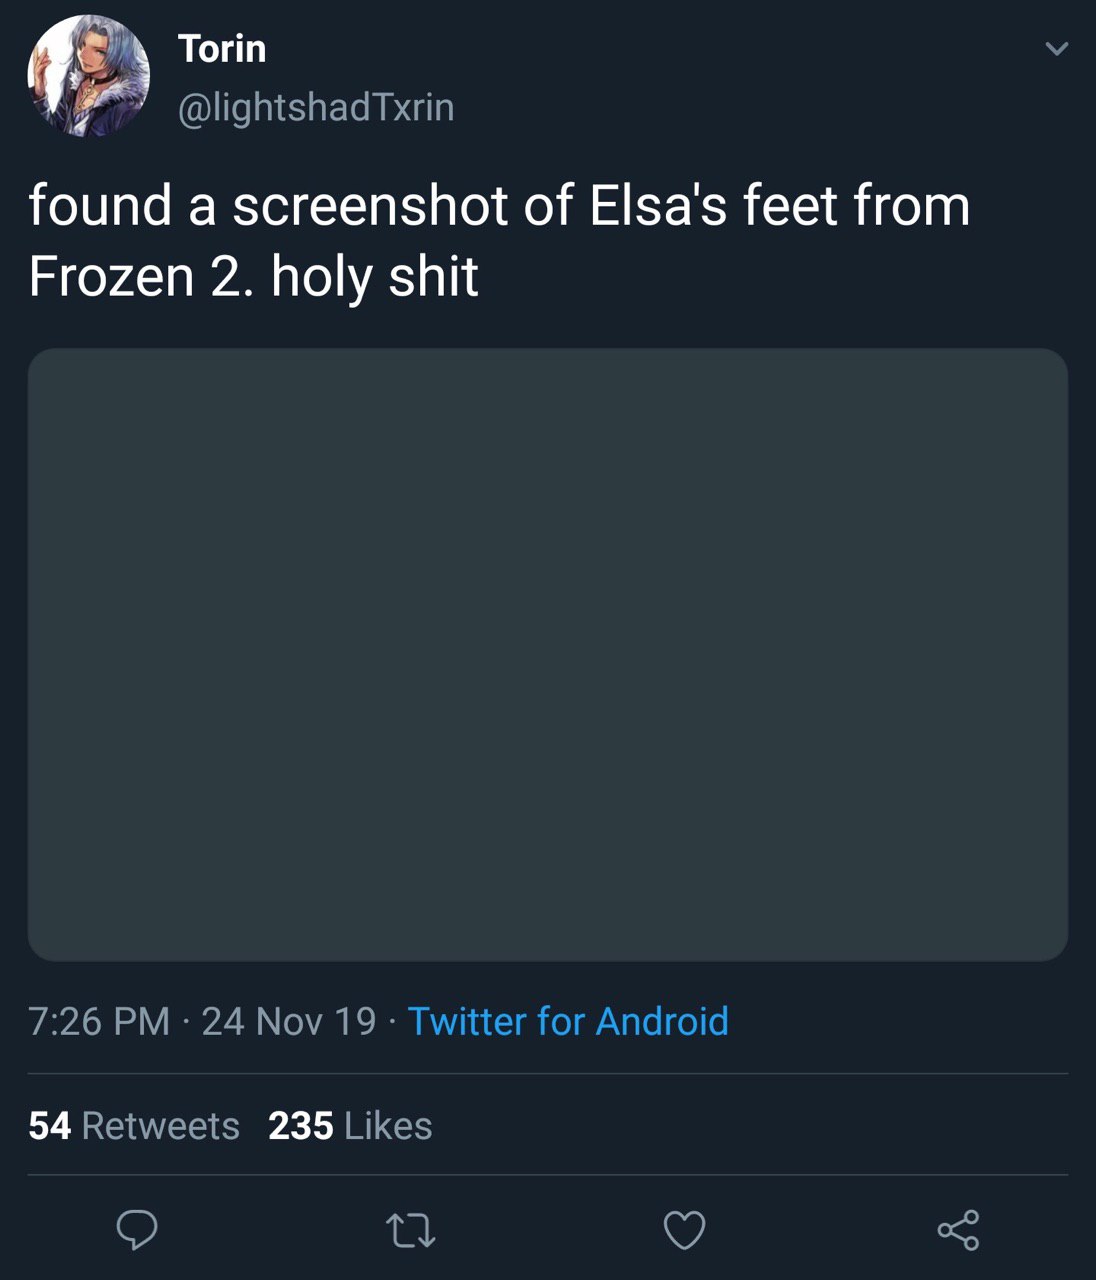 Torin
@lightshadTxrin
found a screenshot of Elsa's feet from
Frozen 2. holy shit
7:26 PM · 24 Nov 19 · Twitter for Android
54 Retweets 235 Likes